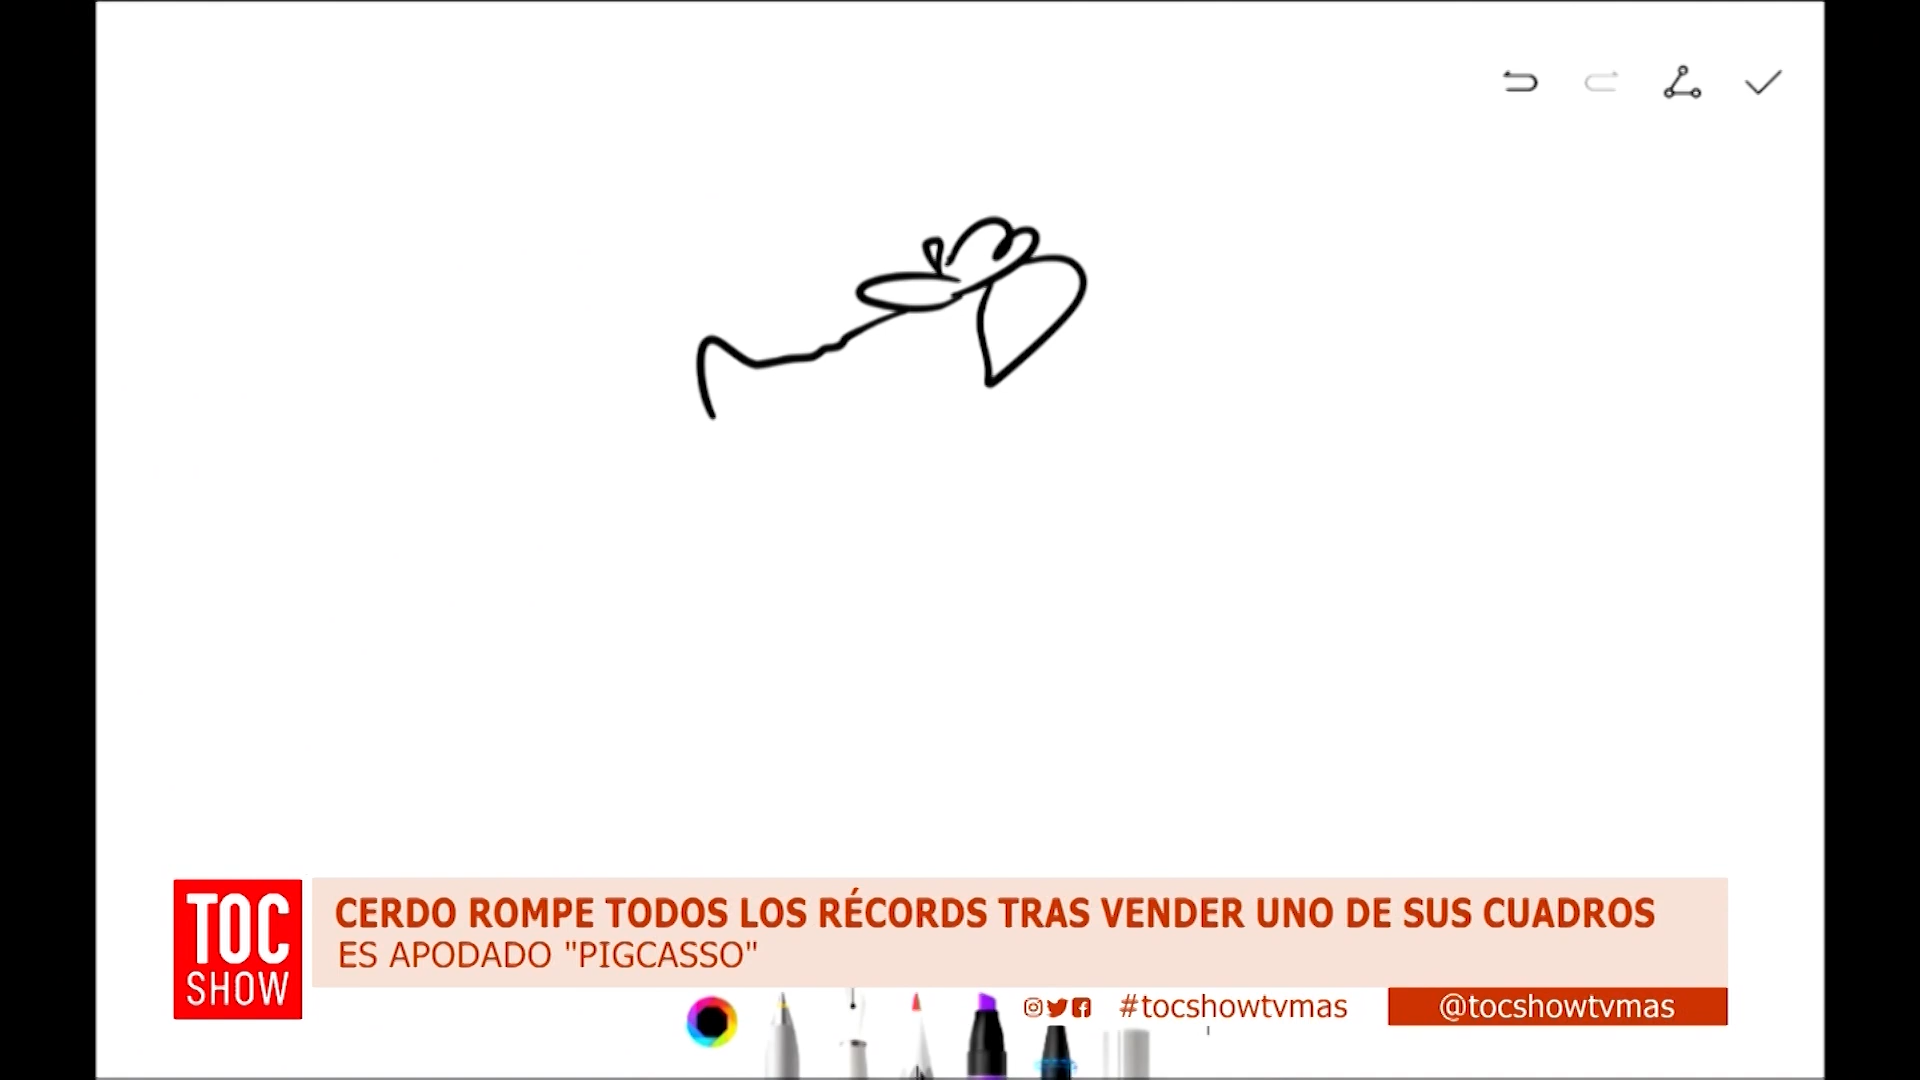 TOC
SHOW
CERDO ROMPE TODOS LOS RÉCORDS TRAS VENDER UNO DE SUS CUADROS
ES APODADO "PIGCASSO"
#tocshowtvmas
@tocshowtvmas